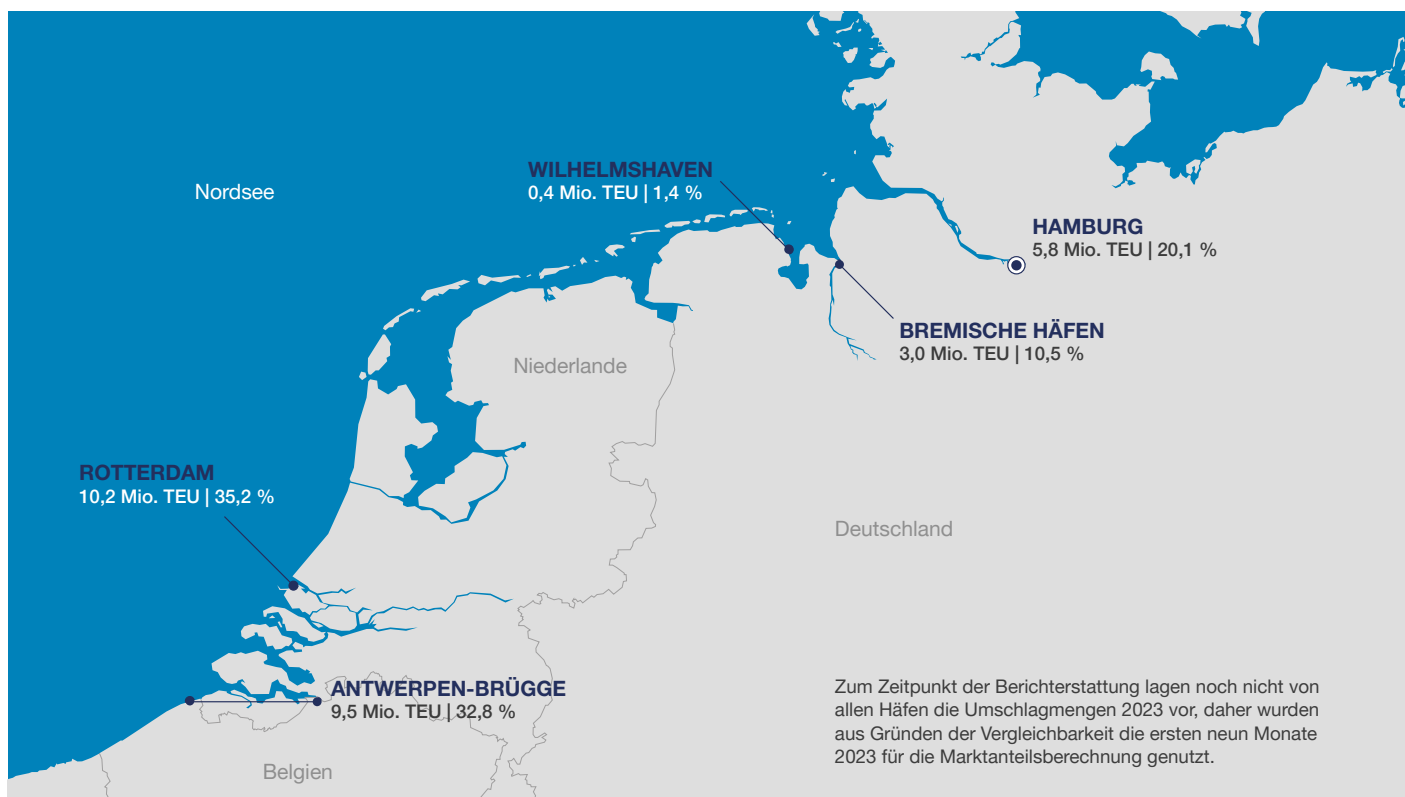 Nordsee
WILHELMSHAVEN
0,4 Mio. TEU | 1,4 %
HAMBURG
5,8 Mio. TEU | 20,1 %
BREMISCHE HÄFEN
3,0 Mio. TEU | 10,5 %
Niederlande
ROTTERDAM
10,2 Mio. TEU | 35,2 %
Deutschland
ANTWERPEN-BRÜGGE
9,5 Mio. TEU | 32,8 %
Belgien
Zum Zeitpunkt der Berichterstattung lagen noch nicht von
allen Häfen die Umschlagmengen 2023 vor, daher wurden
aus Gründen der Vergleichbarkeit die ersten neun Monate
2023 für die Marktanteilsberechnung genutzt.